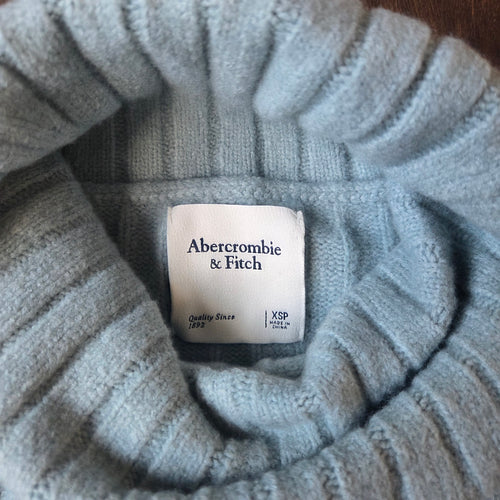 Abercrombie
& Fitch
Quality Since
1892
XSP
MADE IN
CHINA